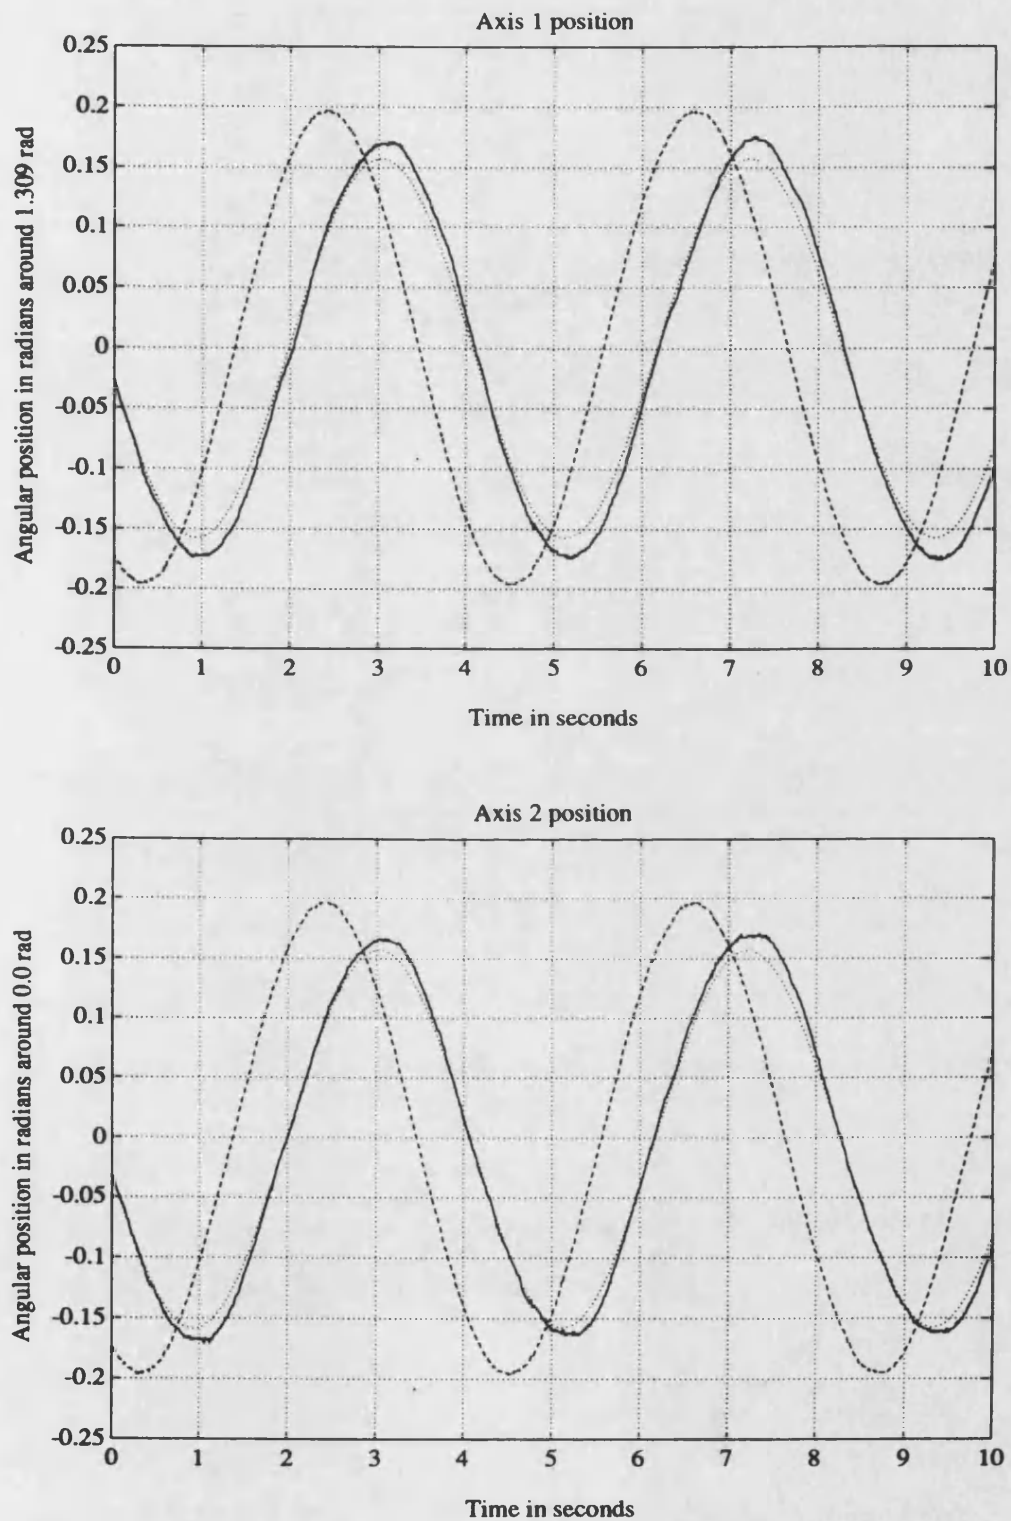 Axis 1 position
Angular position in radians around 1.309 rad
0.25
0.2
0.15
0.1
0.05
0
-0.05
-0.1
-0.15
-0.2
-0.25
0 1 2 3 4 5 6 7 8 9 10
Time in seconds
Axis 2 position
Angular position in radians around 0.0 rad
0.25
0.2
0.15
0.1
0.05
0
-0.05
-0.1
-0.15
-0.2
-0.25
0 1 2 3 4 5 6 7 8 9 10
Time in seconds